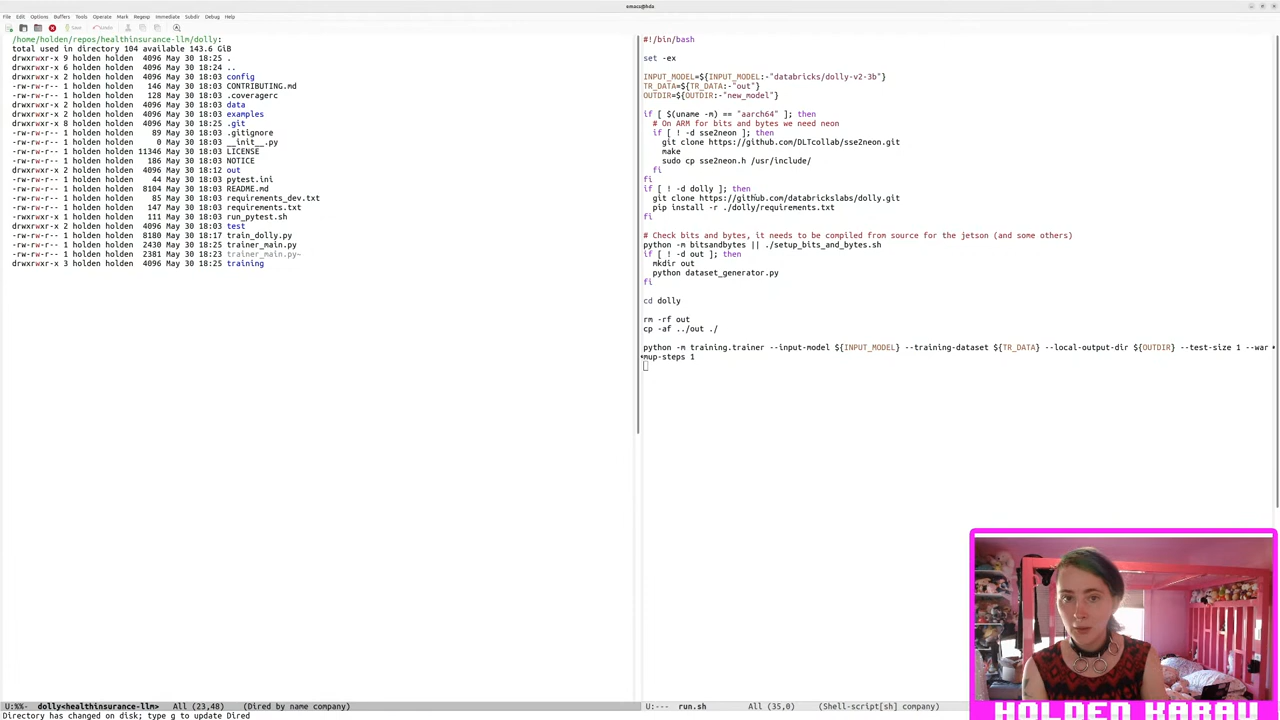 emacs@hda
File Edit Options Buffers Tools Operate Mark Regexp Immediate Subdir Debug Help
Save Undo
/home/holden/repos/healthinsurance-llm/dolly:
total used in directory 104 available 143.6 GiB
drwxrwxr-x 9 holden holden 4096 May 30 18:25 .
drwxrwxr-x 6 holden holden 4096 May 30 18:24 ..
drwxrwxr-x 2 holden holden 4096 May 30 18:03 config
-rw-rw-r-- 1 holden holden 146 May 30 18:03 CONTRIBUTING.md
-rw-rw-r-- 1 holden holden 128 May 30 18:03 .coveragerc
drwxrwxr-x 2 holden holden 4096 May 30 18:03 data
drwxrwxr-x 2 holden holden 4096 May 30 18:03 examples
drwxrwxr-x 8 holden holden 4096 May 30 18:25 .git
-rw-rw-r-- 1 holden holden 89 May 30 18:03 .gitignore
-rw-rw-r-- 1 holden holden 0 May 30 18:03 __init__.py
-rw-rw-r-- 1 holden holden 11346 May 30 18:03 LICENSE
-rw-rw-r-- 1 holden holden 186 May 30 18:03 NOTICE
drwxrwxr-x 2 holden holden 4096 May 30 18:12 out
-rw-rw-r-- 1 holden holden 44 May 30 18:03 pytest.ini
-rw-rw-r-- 1 holden holden 8104 May 30 18:03 README.md
-rw-rw-r-- 1 holden holden 85 May 30 18:03 requirements_dev.txt
-rw-rw-r-- 1 holden holden 147 May 30 18:03 requirements.txt
-rwxrwxr-x 1 holden holden 111 May 30 18:03 run_pytest.sh
drwxrwxr-x 2 holden holden 4096 May 30 18:03 test
-rw-rw-r-- 1 holden holden 8180 May 30 18:17 train_dolly.py
-rw-rw-r-- 1 holden holden 2430 May 30 18:25 trainer_main.py
-rw-rw-r-- 1 holden holden 2381 May 30 18:23 trainer_main.py~
drwxrwxr-x 3 holden holden 4096 May 30 18:25 training
U:%%- dolly<healthinsurance-llm> All (23,48) (Dired by name company)
Directory has changed on disk; type g to update Dired
#!/bin/bash
set -ex
INPUT_MODEL=${INPUT_MODEL:-"databricks/dolly-v2-3b"}
TR_DATA=${TR_DATA:-"out"}
OUTDIR=${OUTDIR:-"new_model"}
if [ $(uname -m) == "aarch64" ]; then
# On ARM for bits and bytes we need neon
if [ ! -d sse2neon ]; then
git clone https://github.com/DLTcollab/sse2neon.git
make
sudo cp sse2neon.h /usr/include/
fi
fi
if [ ! -d dolly ]; then
git clone https://github.com/databrickslabs/dolly.git
pip install -r ./dolly/requirements.txt
fi
# Check bits and bytes, it needs to be compiled from source for the jetson (and some others)
python -m bitsandbytes || ./setup_bits_and_bytes.sh
if [ ! -d out ]; then
mkdir out
python dataset_generator.py
fi
cd dolly
rm -rf out
cp -af ../out ./
python -m training.trainer --input-model ${INPUT_MODEL} --training-dataset ${TR_DATA} --local-output-dir ${OUTDIR} --test-size 1 --war
mup-steps 1
U:--- run.sh All (35,0) (Shell-script[sh] company)
HOLDEN KARAU